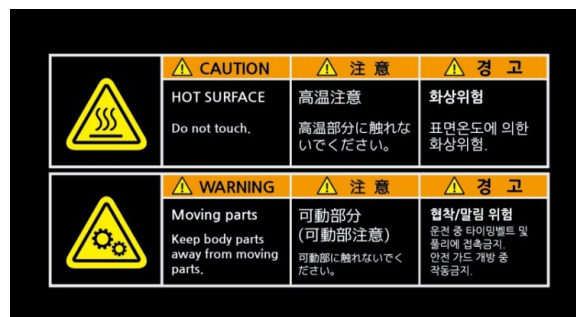 CAUTION
HOT SURFACE
Do not touch.
注 意
高温注意
高温部分に触れな
いでください。
경 고
화상위험
표면온도에 의한
화상위험.
WARNING
Moving parts
Keep body parts
away from moving
parts.
注 意
可動部分
(可動部注意)
可動部に触れないでく
ださい。
경 고
협착/말림 위험
운전 중 타이밍벨트 및
풀리에 접촉금지.
안전 가드 개방 중
작동금지.